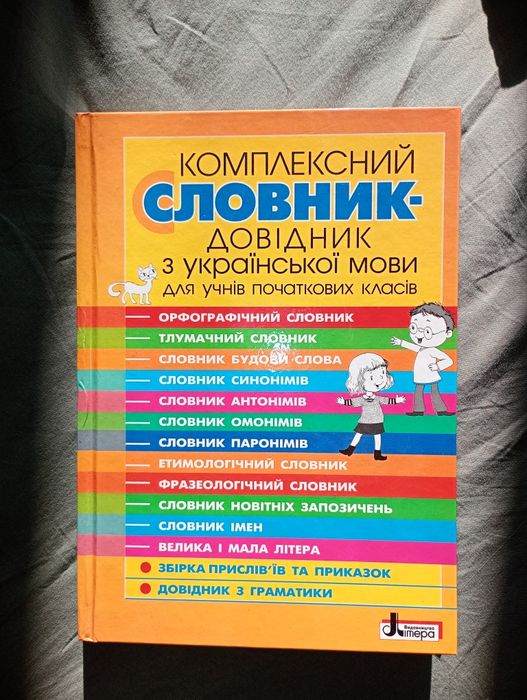 КОМПЛЕКСНИЙ
СЛОВНИК-
ДОВІДНИК
З УКРАЇНСЬКОЇ МОВИ
ДЛЯ УЧНІВ ПОЧАТКОВИХ КЛАСІВ
ОРФОГРАФІЧНИЙ СЛОВНИК
ТЛУМАЧНИЙ СЛОВНИК
СЛОВНИК БУДОВИ СЛОВА
СЛОВНИК СИНОНІМІВ
СЛОВНИК АНТОНІМІВ
СЛОВНИК ОМОНІМІВ
СЛОВНИК ПАРОНІМІВ
ЕТИМОЛОГІЧНИЙ СЛОВНИК
ФРАЗЕОЛОГІЧНИЙ СЛОВНИК
СЛОВНИК НОВІТНІХ ЗАПОЗИЧЕНЬ
СЛОВНИК ІМЕН
ВЕЛИКА І МАЛА ЛІТЕРА
ЗБІРКА ПРИСЛІВ'ЇВ ТА ПРИКАЗОК
ДОВІДНИК З ГРАМАТИКИ
Видавництво
Літера